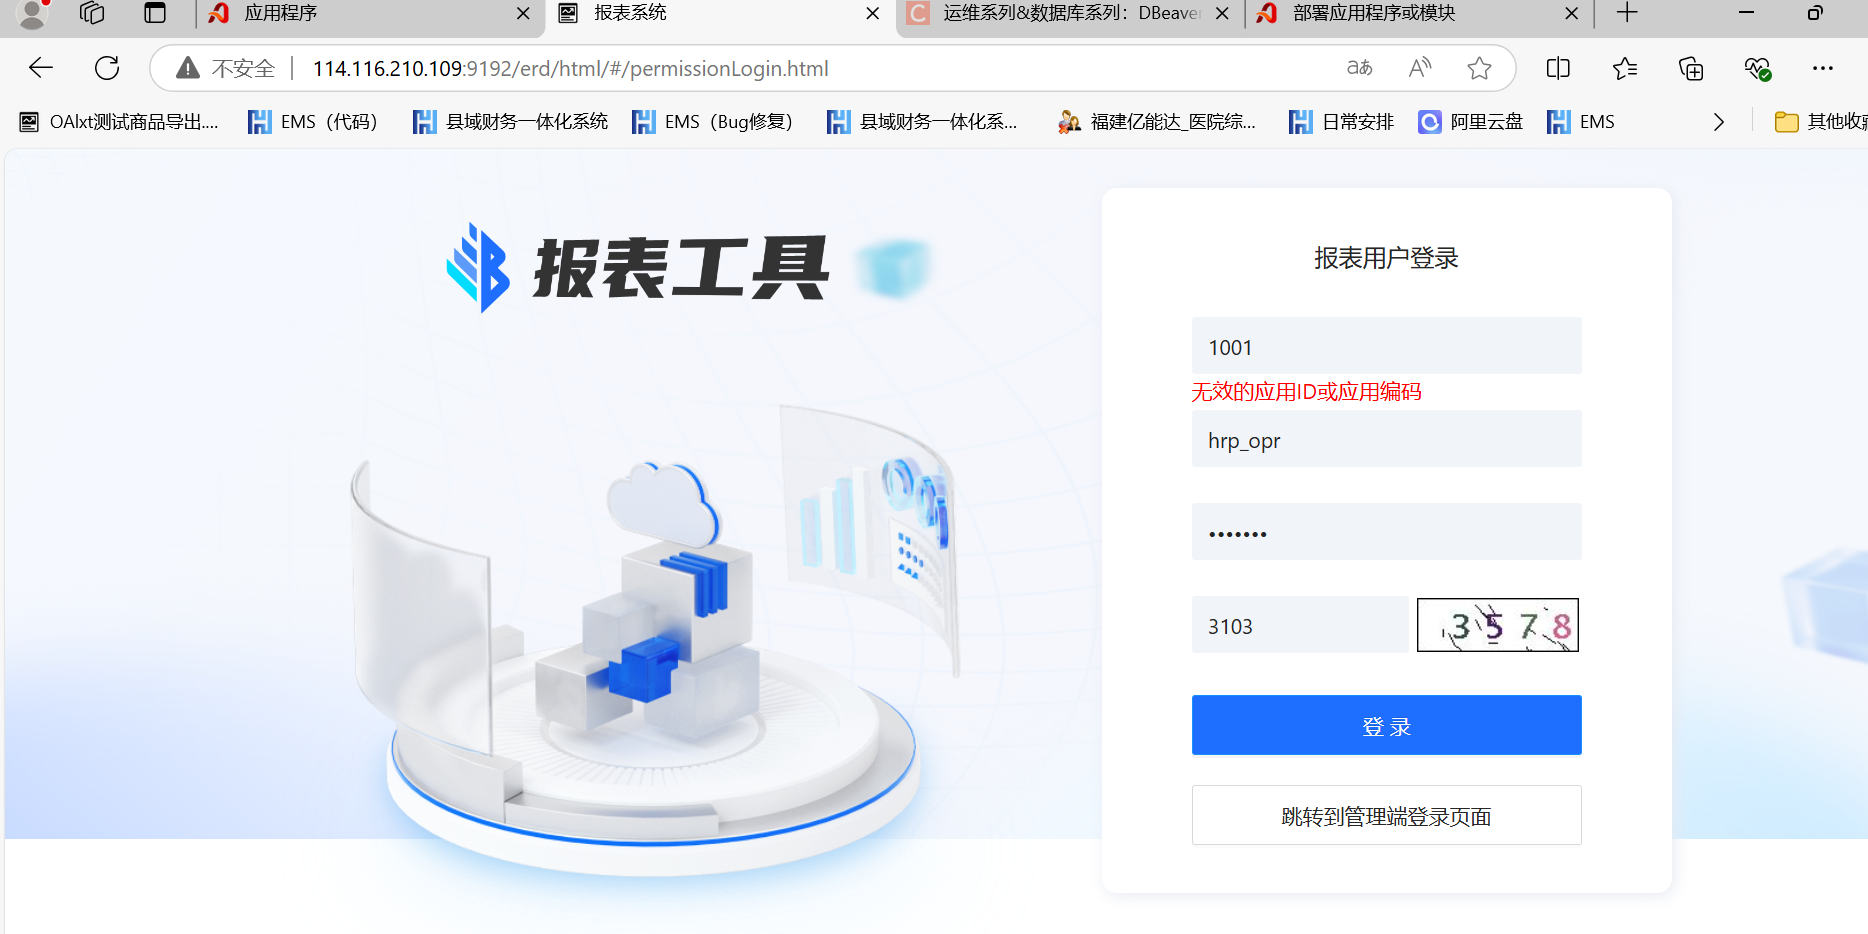 应用程序
报表系统
运维系列&数据库系列：DBeaver
部署应用程序或模块
不安全
114.116.210.109:9192/erd/html/#/permissionLogin.html
OAlxt测试商品导出....
EMS（代码）
县域财务一体化系统
EMS（Bug修复）
县域财务一体化系...
福建亿能达_医院综...
日常安排
阿里云盘
EMS
其他收藏
报表工具
报表用户登录
1001
无效的应用ID或应用编码
hrp_opr
•••••••
3103
3578
登 录
跳转到管理端登录页面